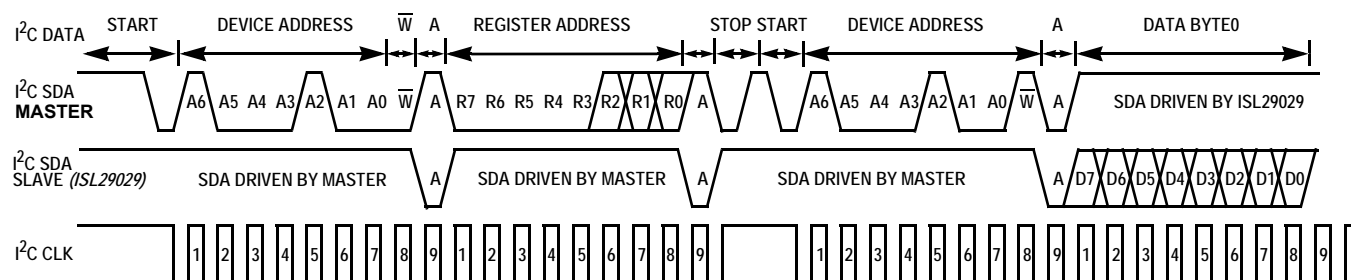 I2C DATA START DEVICE ADDRESS W̅ A REGISTER ADDRESS STOP START DEVICE ADDRESS A DATA BYTE0
I2C SDA MASTER A6 A5 A4 A3 A2 A1 A0 W̅ A R7 R6 R5 R4 R3 R2 R1 R0 A A6 A5 A4 A3 A2 A1 A0 W̅ A SDA DRIVEN BY ISL29029
I2C SDA SLAVE (ISL29029) SDA DRIVEN BY MASTER A SDA DRIVEN BY MASTER A SDA DRIVEN BY MASTER A D7 D6 D5 D4 D3 D2 D1 D0
I2C CLK 1 2 3 4 5 6 7 8 9 1 2 3 4 5 6 7 8 9 1 2 3 4 5 6 7 8 9 1 2 3 4 5 6 7 8 9